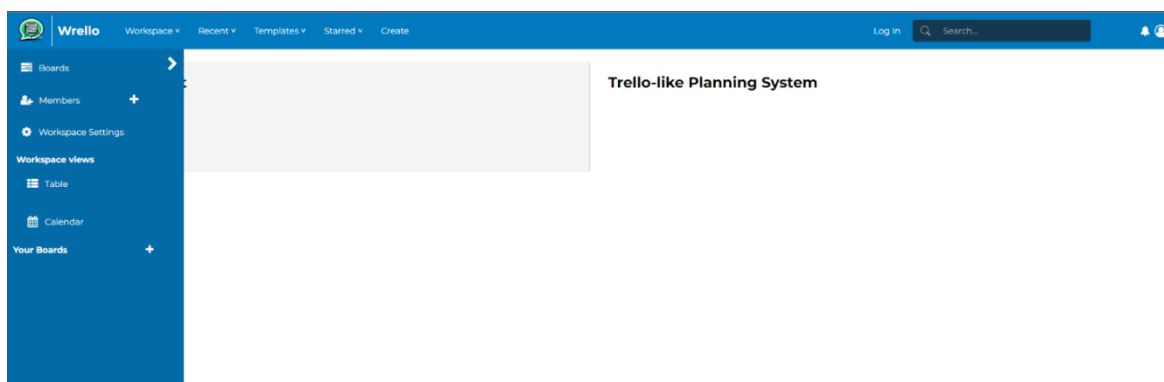 Wrello Workspace Recent Templates Starred Create Log In Search...
Boards
Members +
Workspace Settings
Workspace views
Table
Calendar
Your Boards +
Trello-like Planning System